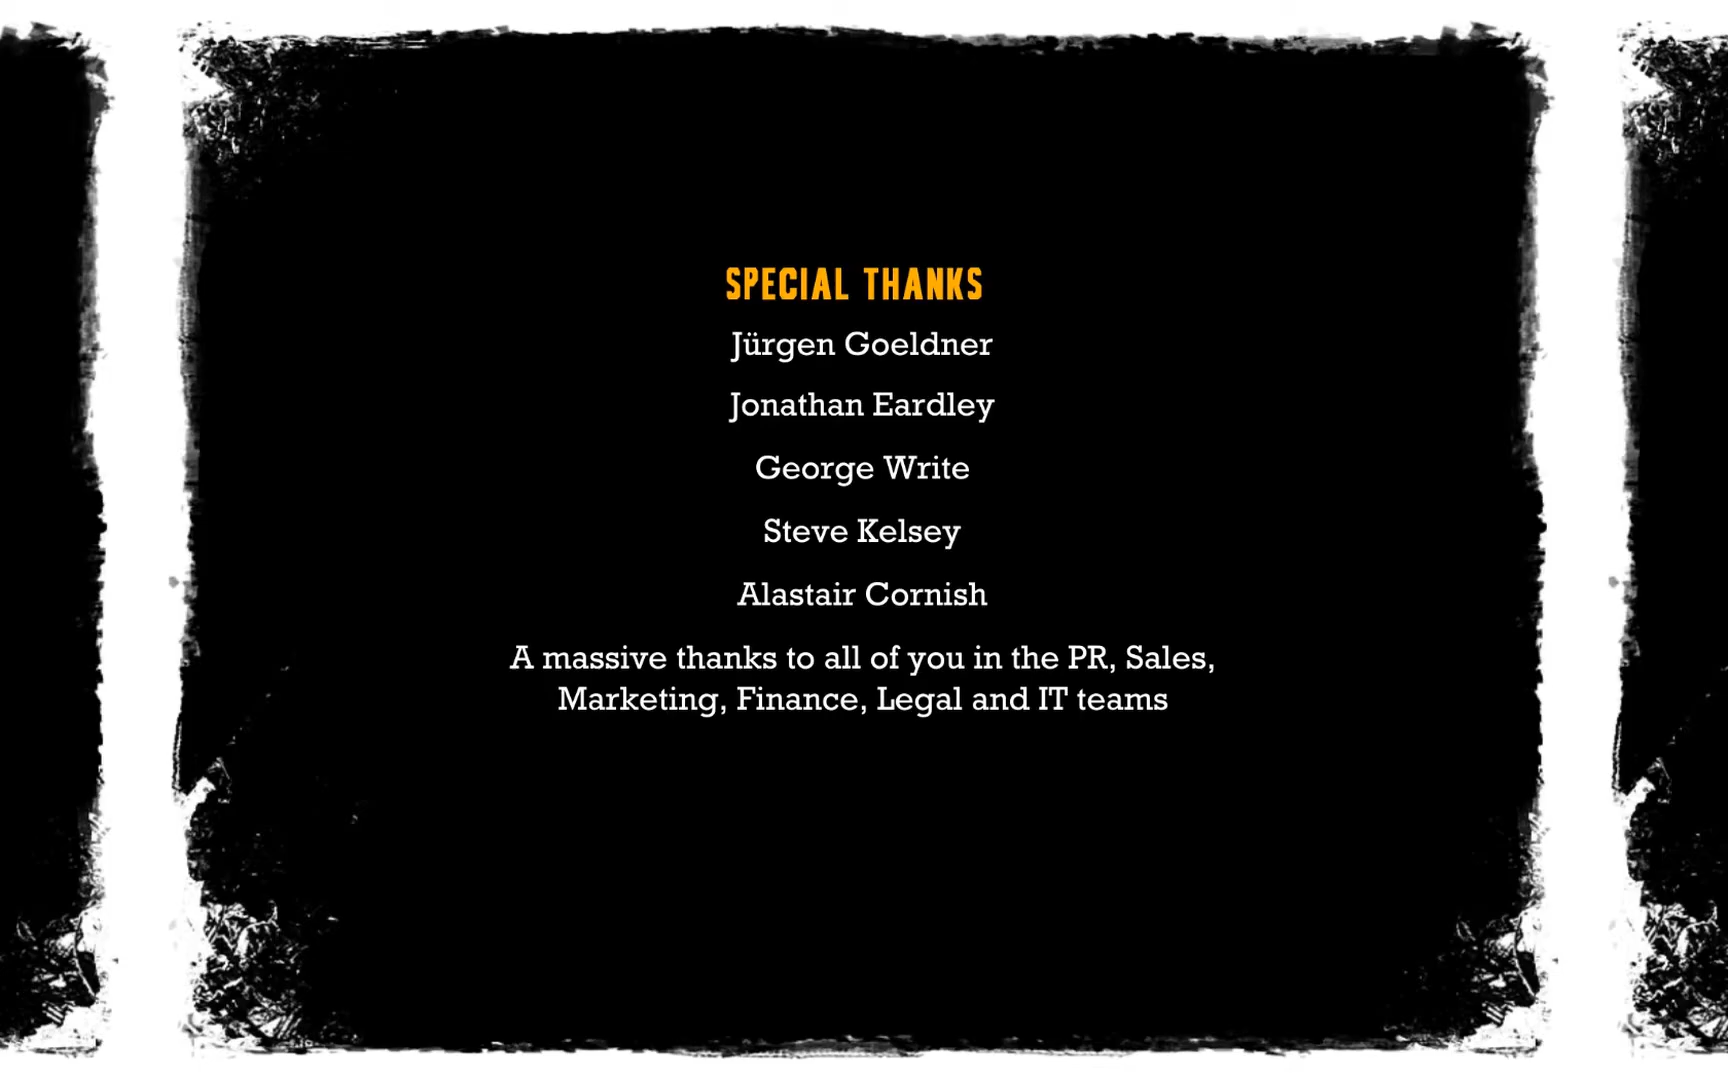 SPECIAL THANKS
Jürgen Goeldner
Jonathan Eardley
George Write
Steve Kelsey
Alastair Cornish
A massive thanks to all of you in the PR, Sales,
Marketing, Finance, Legal and IT teams